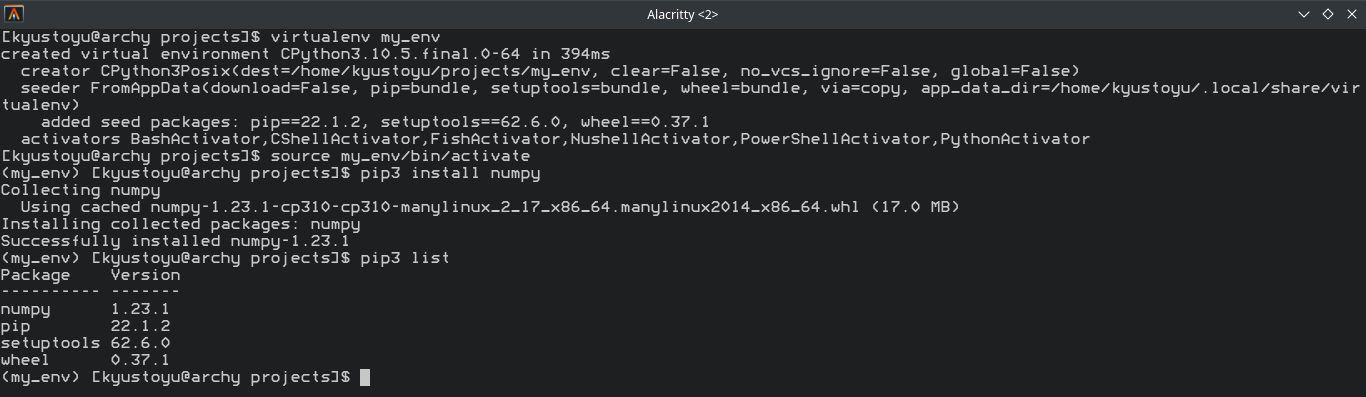 Alacritty <2>
[kyustoyu@archy projects]$ virtualenv my_env
created virtual environment CPython3.10.5.final.0-64 in 394ms
  creator CPython3Posix(dest=/home/kyustoyu/projects/my_env, clear=False, no_vcs_ignore=False, global=False)
  seeder FromAppData(download=False, pip=bundle, setuptools=bundle, wheel=bundle, via=copy, app_data_dir=/home/kyustoyu/.local/share/vir
tualenv)
    added seed packages: pip==22.1.2, setuptools==62.6.0, wheel==0.37.1
  activators BashActivator,CShellActivator,FishActivator,NushellActivator,PowerShellActivator,PythonActivator
[kyustoyu@archy projects]$ source my_env/bin/activate
(my_env) [kyustoyu@archy projects]$ pip3 install numpy
Collecting numpy
  Using cached numpy-1.23.1-cp310-cp310-manylinux_2_17_x86_64.manylinux2014_x86_64.whl (17.0 MB)
Installing collected packages: numpy
Successfully installed numpy-1.23.1
(my_env) [kyustoyu@archy projects]$ pip3 list
Package    Version
---------- -------
numpy      1.23.1
pip        22.1.2
setuptools 62.6.0
wheel      0.37.1
(my_env) [kyustoyu@archy projects]$